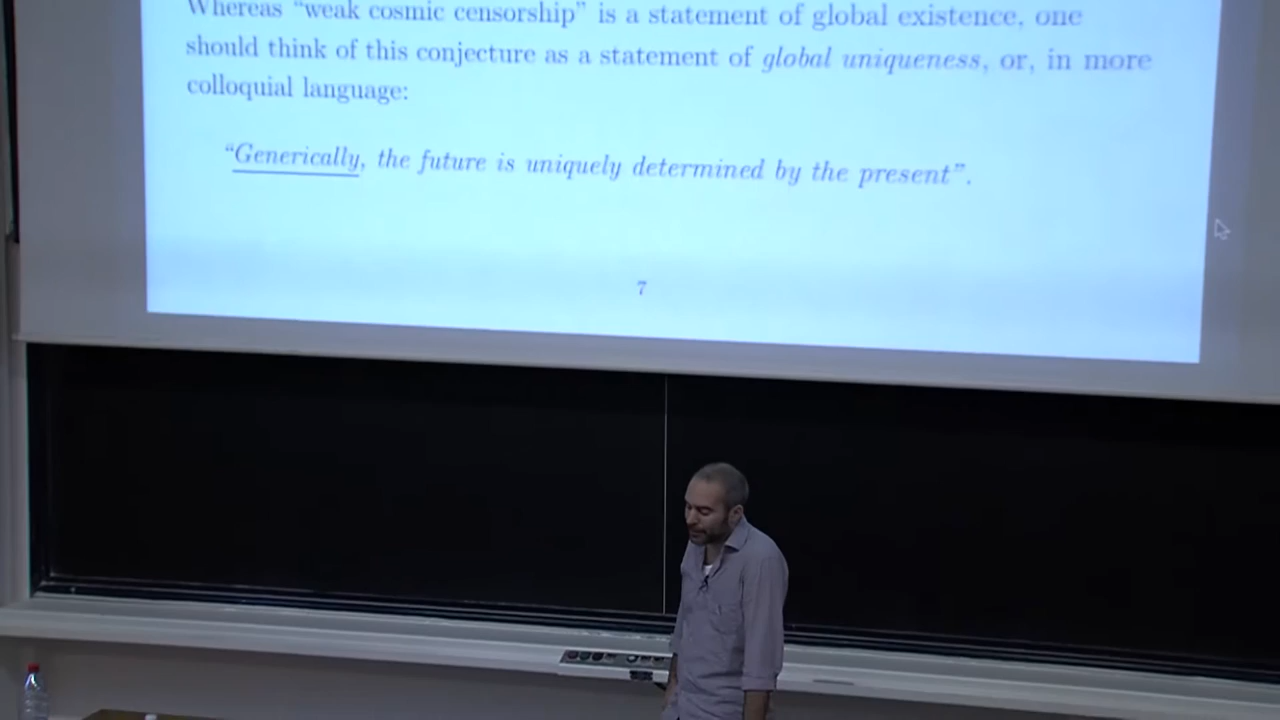 Whereas “weak cosmic censorship” is a statement of global existence, one
should think of this conjecture as a statement of global uniqueness, or, in more
colloquial language:
“Generically, the future is uniquely determined by the present”.
7